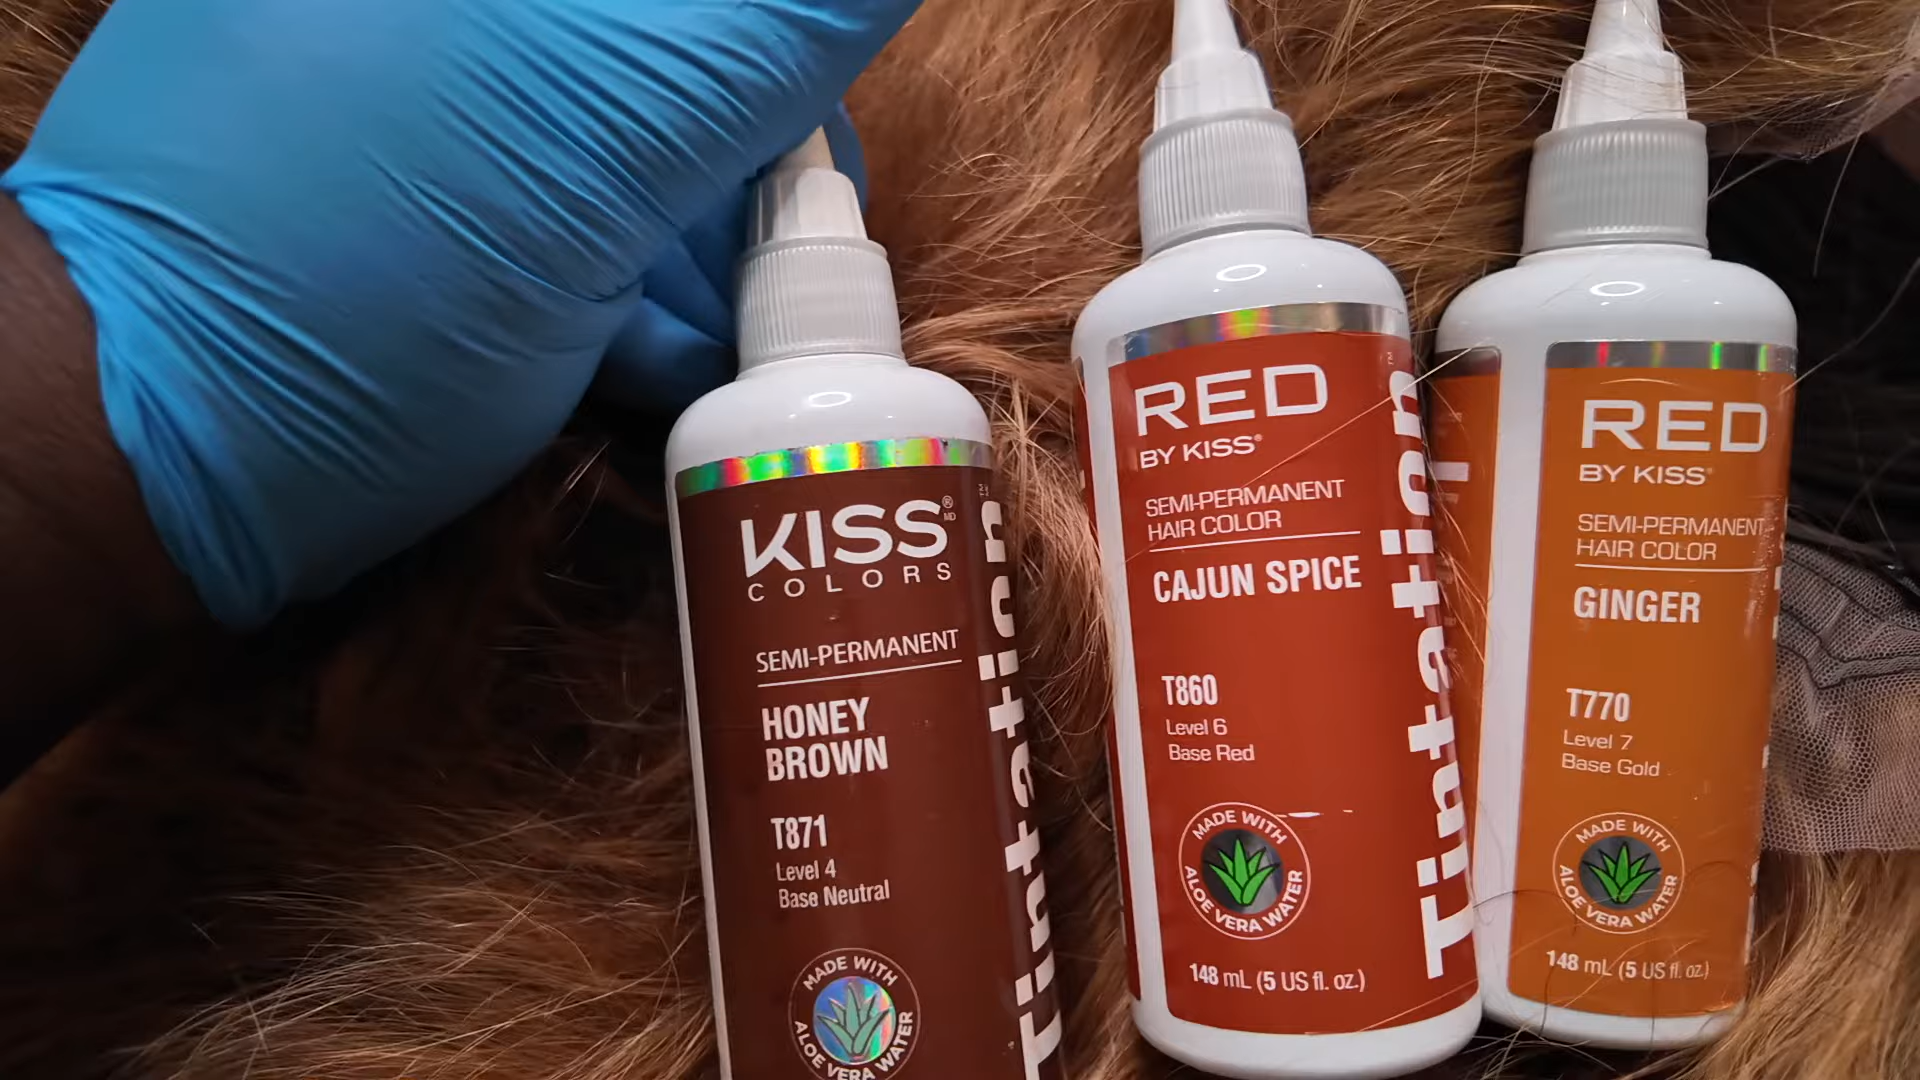 KISS®
MD
COLORS
SEMI-PERMANENT
HONEY
BROWN
T871
Level 4
Base Neutral
MADE WITH
ALOE VERA WATER
Tintation™
RED
BY KISS®
SEMI-PERMANENT
HAIR COLOR
CAJUN SPICE
T860
Level 6
Base Red
MADE WITH
ALOE VERA WATER
148 mL (5 US fl. oz.)
Tintation™
RED
BY KISS®
SEMI-PERMANENT
HAIR COLOR
GINGER
T770
Level 7
Base Gold
MADE WITH
ALOE VERA WATER
148 mL (5 US fl. oz.)